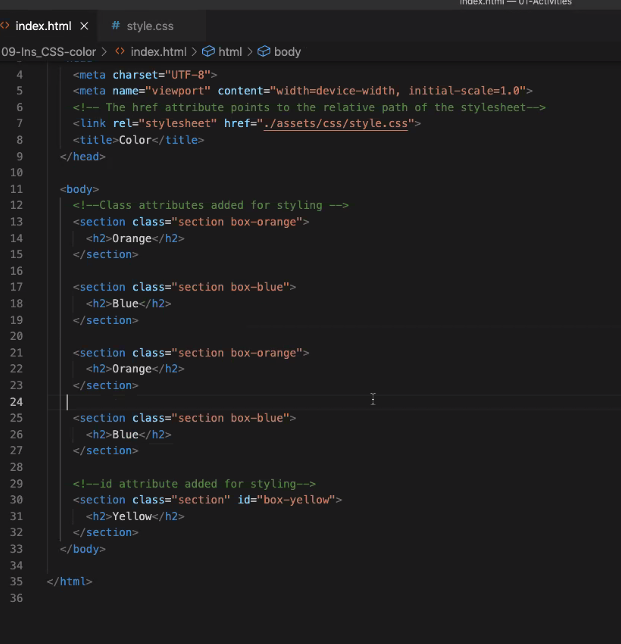 index.html — 01-Activities
<> index.html × # style.css
09-Ins_CSS-color > <> index.html > html > body
4 <meta charset="UTF-8">
5 <meta name="viewport" content="width=device-width, initial-scale=1.0">
6 <!-- The href attribute points to the relative path of the stylesheet-->
7 <link rel="stylesheet" href="./assets/css/style.css">
8 <title>Color</title>
9 </head>
10
11 <body>
12 <!--Class attributes added for styling -->
13 <section class="section box-orange">
14 <h2>Orange</h2>
15 </section>
16
17 <section class="section box-blue">
18 <h2>Blue</h2>
19 </section>
20
21 <section class="section box-orange">
22 <h2>Orange</h2>
23 </section>
24
25 <section class="section box-blue">
26 <h2>Blue</h2>
27 </section>
28
29 <!--id attribute added for styling-->
30 <section class="section" id="box-yellow">
31 <h2>Yellow</h2>
32 </section>
33 </body>
34
35 </html>
36